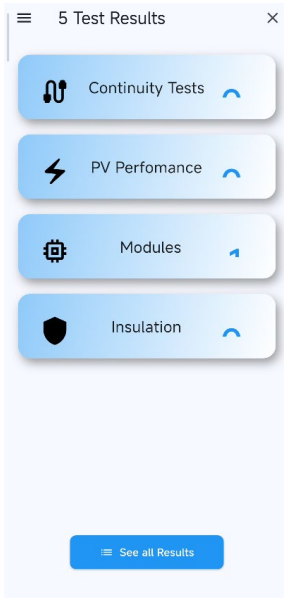 5 Test Results
Continuity Tests
PV Perfomance
Modules
Insulation
See all Results